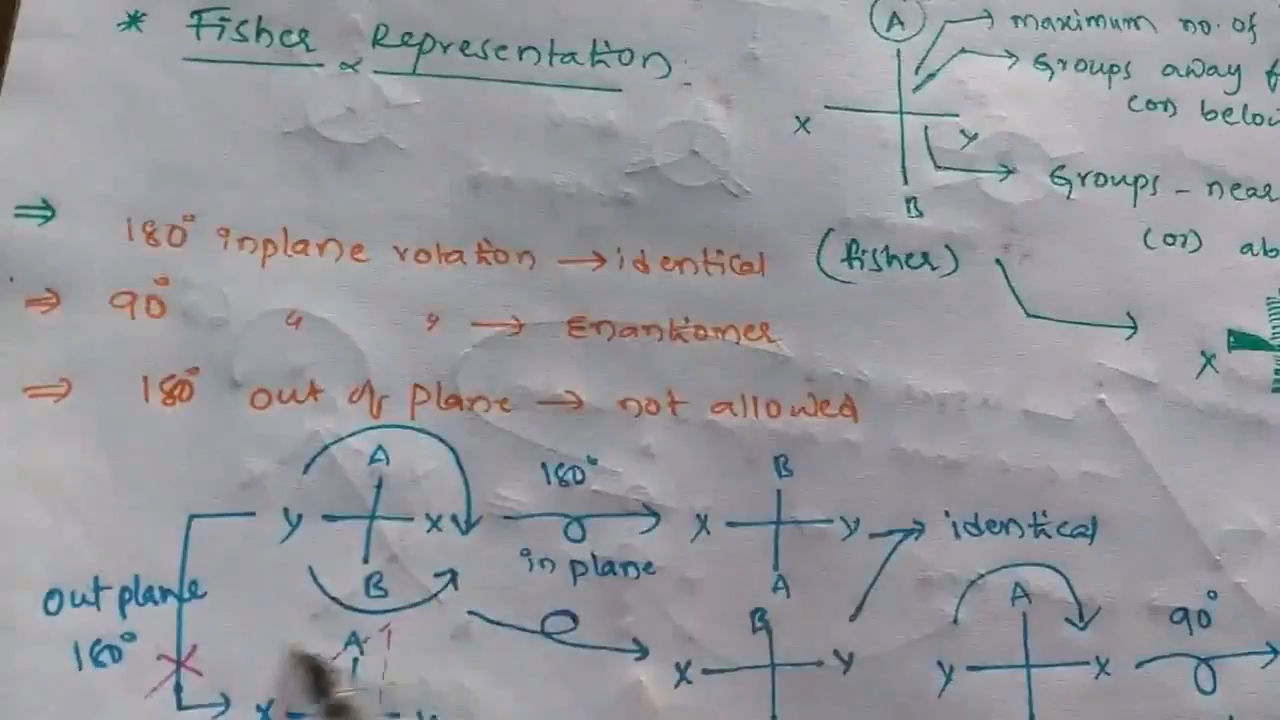 * Fisher Representation
A → maximum no. of
→ Groups away
(or) below
X Y
→ Groups - near
B
(or) ab
⇒ 180° inplane rotation → identical (fisher)
⇒ 90° " " → Enantiomer
X
⇒ 180° out of plane → not allowed
A 180° B
Y X X Y → identical
in plane
B A
out plane
180°
A B A 90°
X Y Y X
X